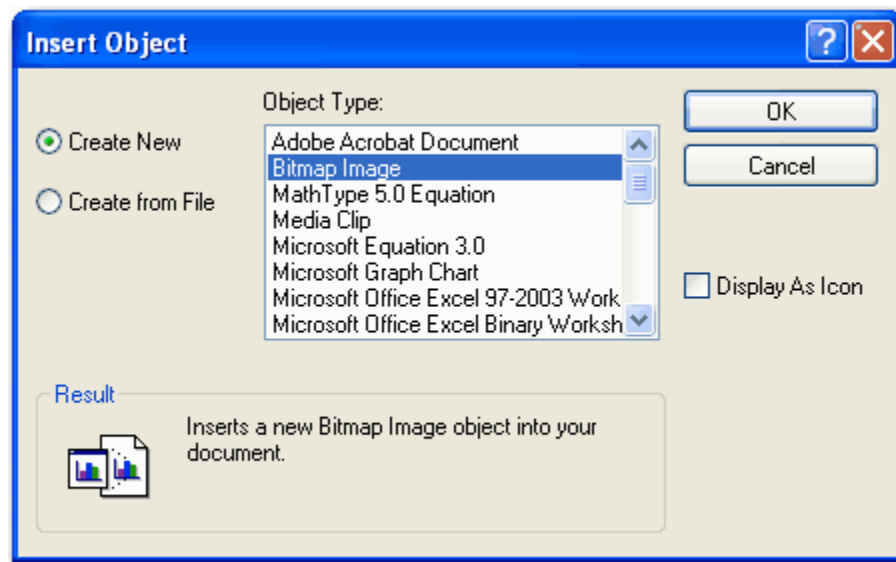 Insert Object
Object Type:
Create New
Create from File
Adobe Acrobat Document
Bitmap Image
MathType 5.0 Equation
Media Clip
Microsoft Equation 3.0
Microsoft Graph Chart
Microsoft Office Excel 97-2003 Work
Microsoft Office Excel Binary Worksh
OK
Cancel
Display As Icon
Result
Inserts a new Bitmap Image object into your
document.